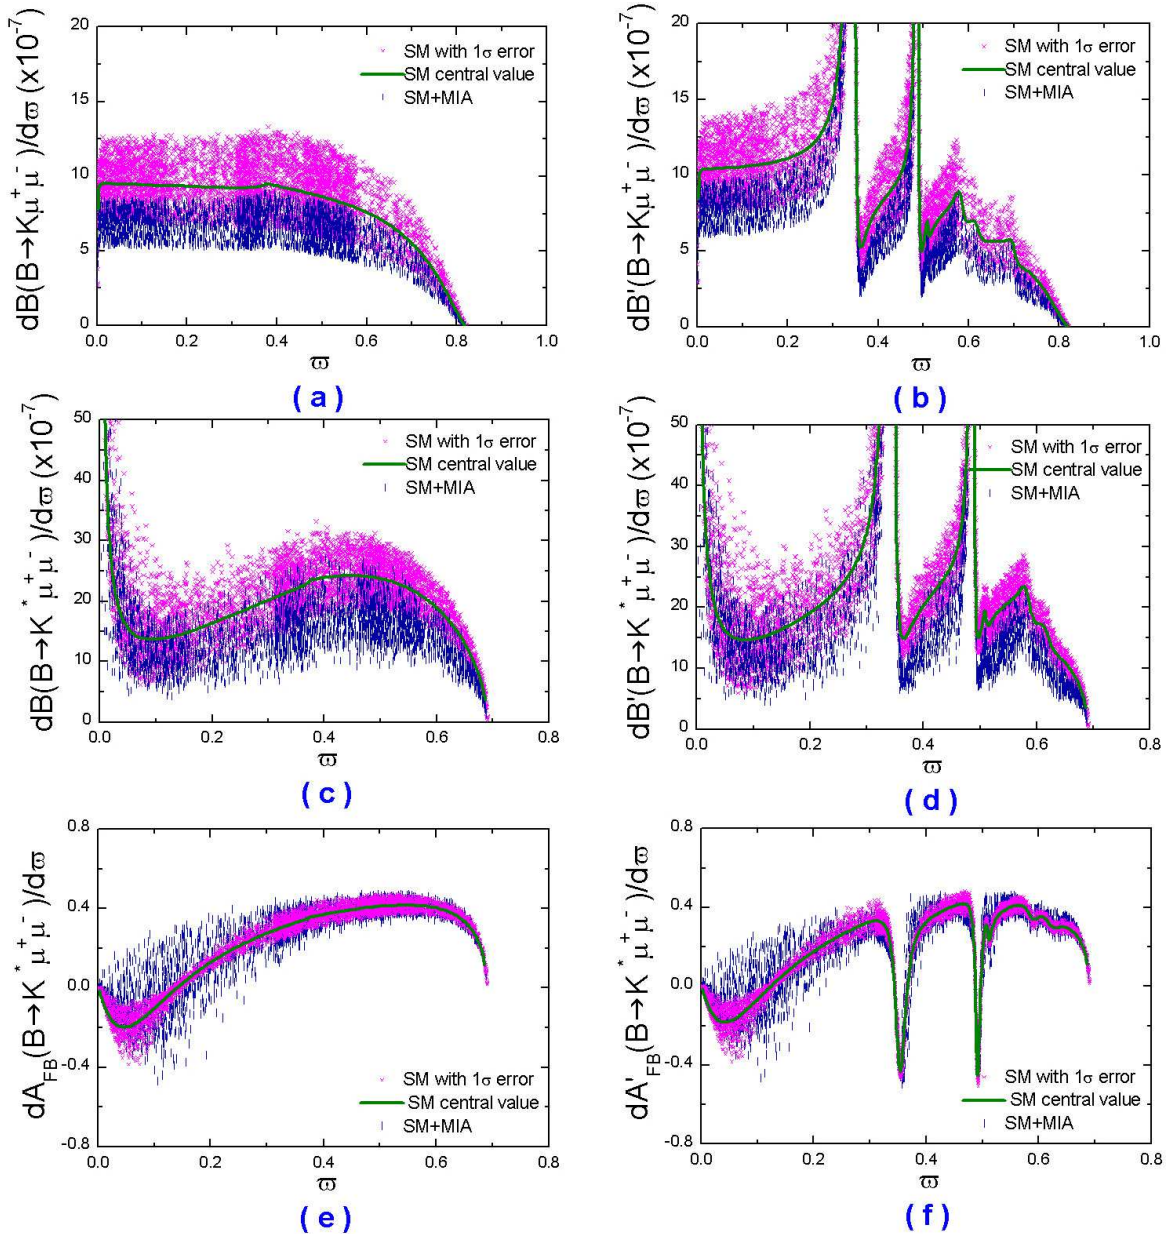 dB(B→Kμ⁺μ⁻)/dϖ (x10⁻⁷)
20
15
10
5
0
SM with 1σ error
SM central value
SM+MIA
0.0 0.2 0.4 0.6 0.8 1.0
ϖ
( a )
dB'(B→Kμ⁺μ⁻)/dϖ (x10⁻⁷)
20
15
10
5
0
SM with 1σ error
SM central value
SM+MIA
0.0 0.2 0.4 0.6 0.8 1.0
ϖ
( b )
dB(B→K*μ⁺μ⁻)/dϖ (x10⁻⁷)
50
40
30
20
10
0
SM with 1σ error
SM central value
SM+MIA
0.0 0.2 0.4 0.6 0.8
ϖ
( c )
dB'(B→K*μ⁺μ⁻)/dϖ (x10⁻⁷)
50
40
30
20
10
0
SM with 1σ error
SM central value
SM+MIA
0.0 0.2 0.4 0.6 0.8
ϖ
( d )
dA_FB(B→K*μ⁺μ⁻)/dϖ
0.8
0.4
0.0
-0.4
-0.8
SM with 1σ error
SM central value
SM+MIA
0.0 0.2 0.4 0.6 0.8
ϖ
( e )
dA'_FB(B→K*μ⁺μ⁻)/dϖ
0.8
0.4
0.0
-0.4
-0.8
SM with 1σ error
SM central value
SM+MIA
0.0 0.2 0.4 0.6 0.8
ϖ
( f )